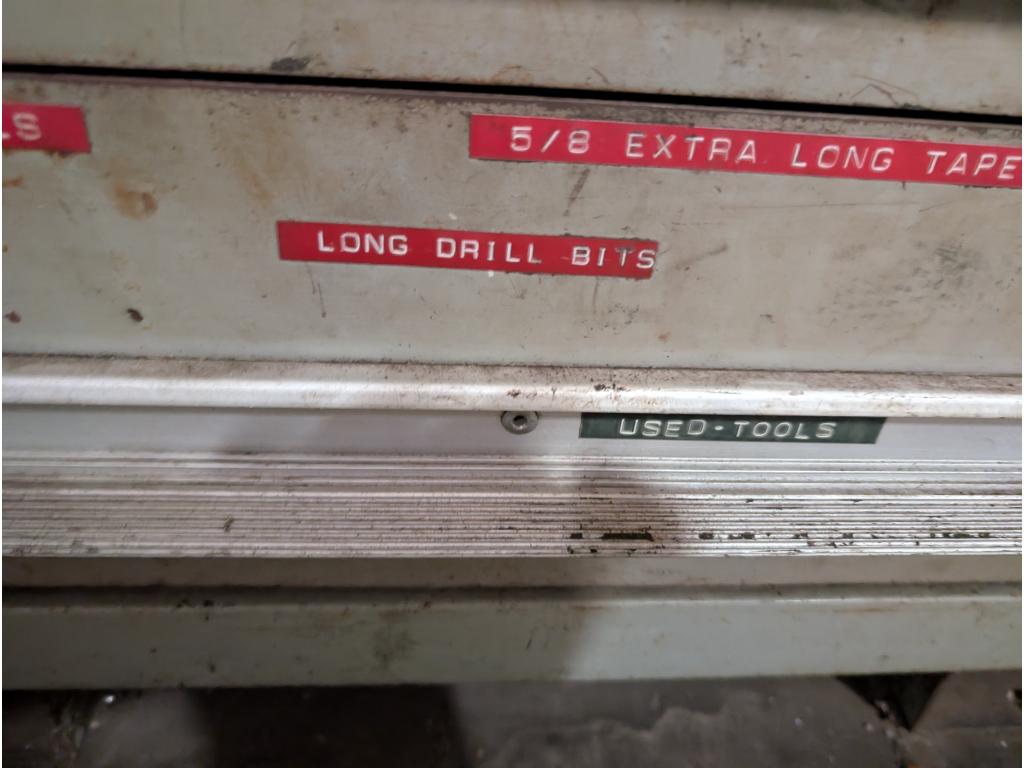 5/8 EXTRA LONG TAPE
LONG DRILL BITS
USED-TOOLS